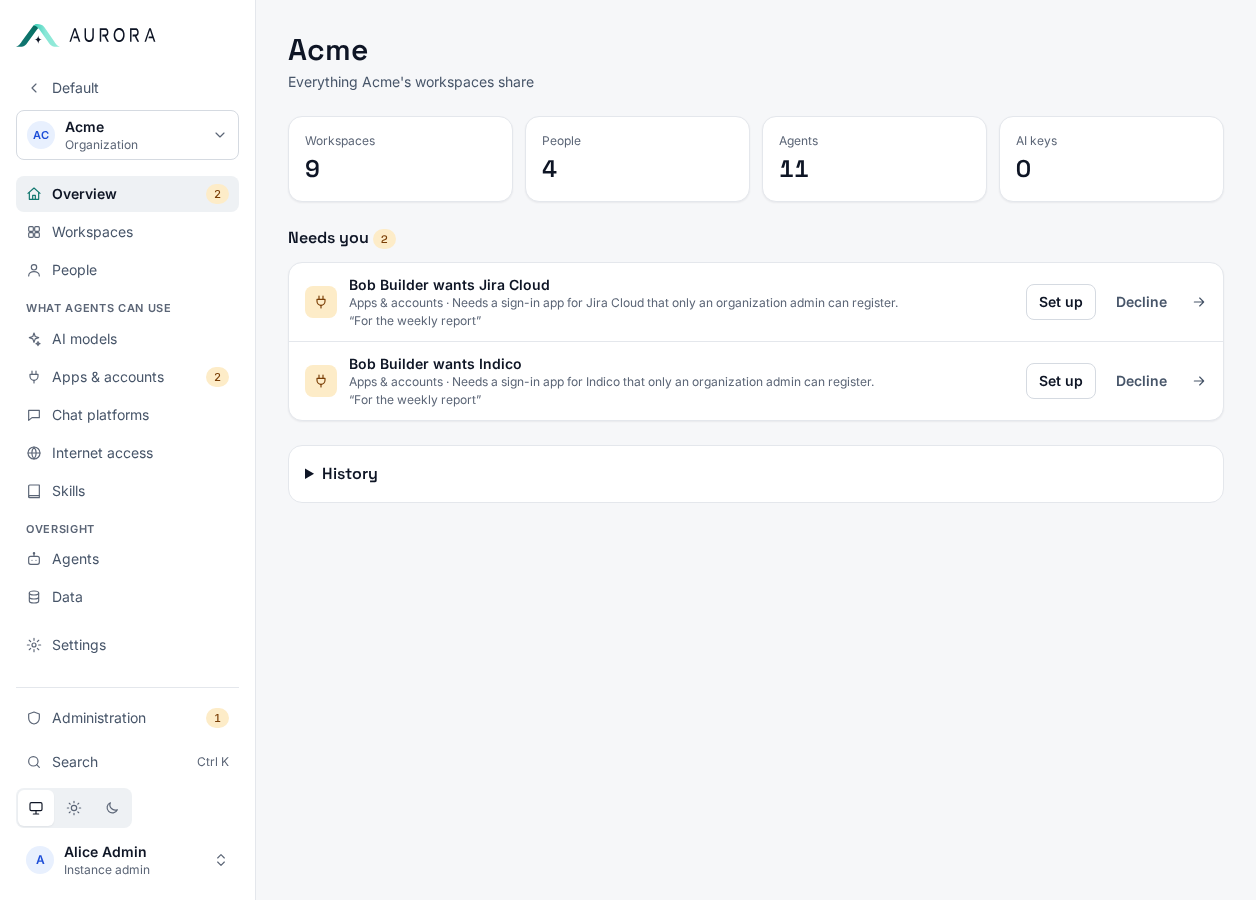 AURORA
Default
AC
Acme
Organization
Overview
2
Workspaces
People
WHAT AGENTS CAN USE
AI models
Apps & accounts
2
Chat platforms
Internet access
Skills
OVERSIGHT
Agents
Data
Settings
Administration
1
Search
Ctrl K
A
Alice Admin
Instance admin
Acme
Everything Acme's workspaces share
Workspaces
9
People
4
Agents
11
AI keys
0
Needs you 2
Bob Builder wants Jira Cloud
Apps & accounts · Needs a sign-in app for Jira Cloud that only an organization admin can register.
“For the weekly report”
Set up
Decline
Bob Builder wants Indico
Apps & accounts · Needs a sign-in app for Indico that only an organization admin can register.
“For the weekly report”
Set up
Decline
History